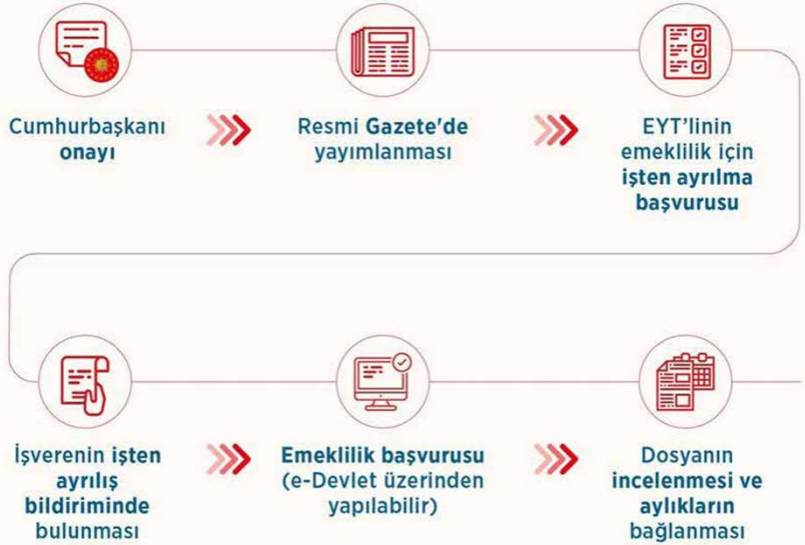 Cumhurbaşkanı
onayı
Resmi Gazete'de
yayımlanması
EYT'linin
emeklilik için
işten ayrılma
başvurusu
İşverenin işten
ayrılış
bildiriminde
bulunması
Emeklilik başvurusu
(e-Devlet üzerinden
yapılabilir)
Dosyanın
incelenmesi ve
aylıkların
bağlanması